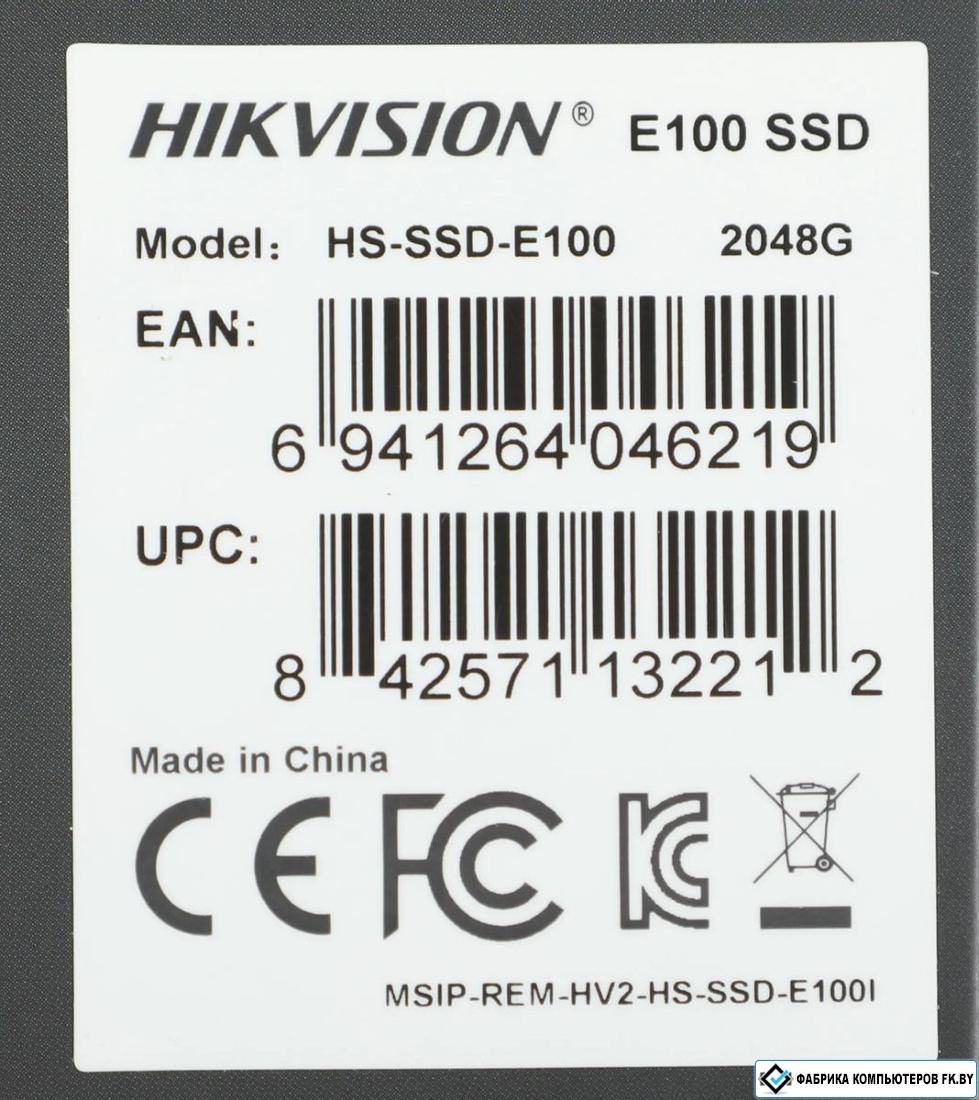 HIKVISION® E100 SSD
Model: HS-SSD-E100 2048G
EAN:
6 941264 046219
UPC:
8 42571 13221 2
Made in China
CE FC KC
MSIP-REM-HV2-HS-SSD-E100I
ФАБРИКА КОМПЬЮТЕРОВ FK.BY